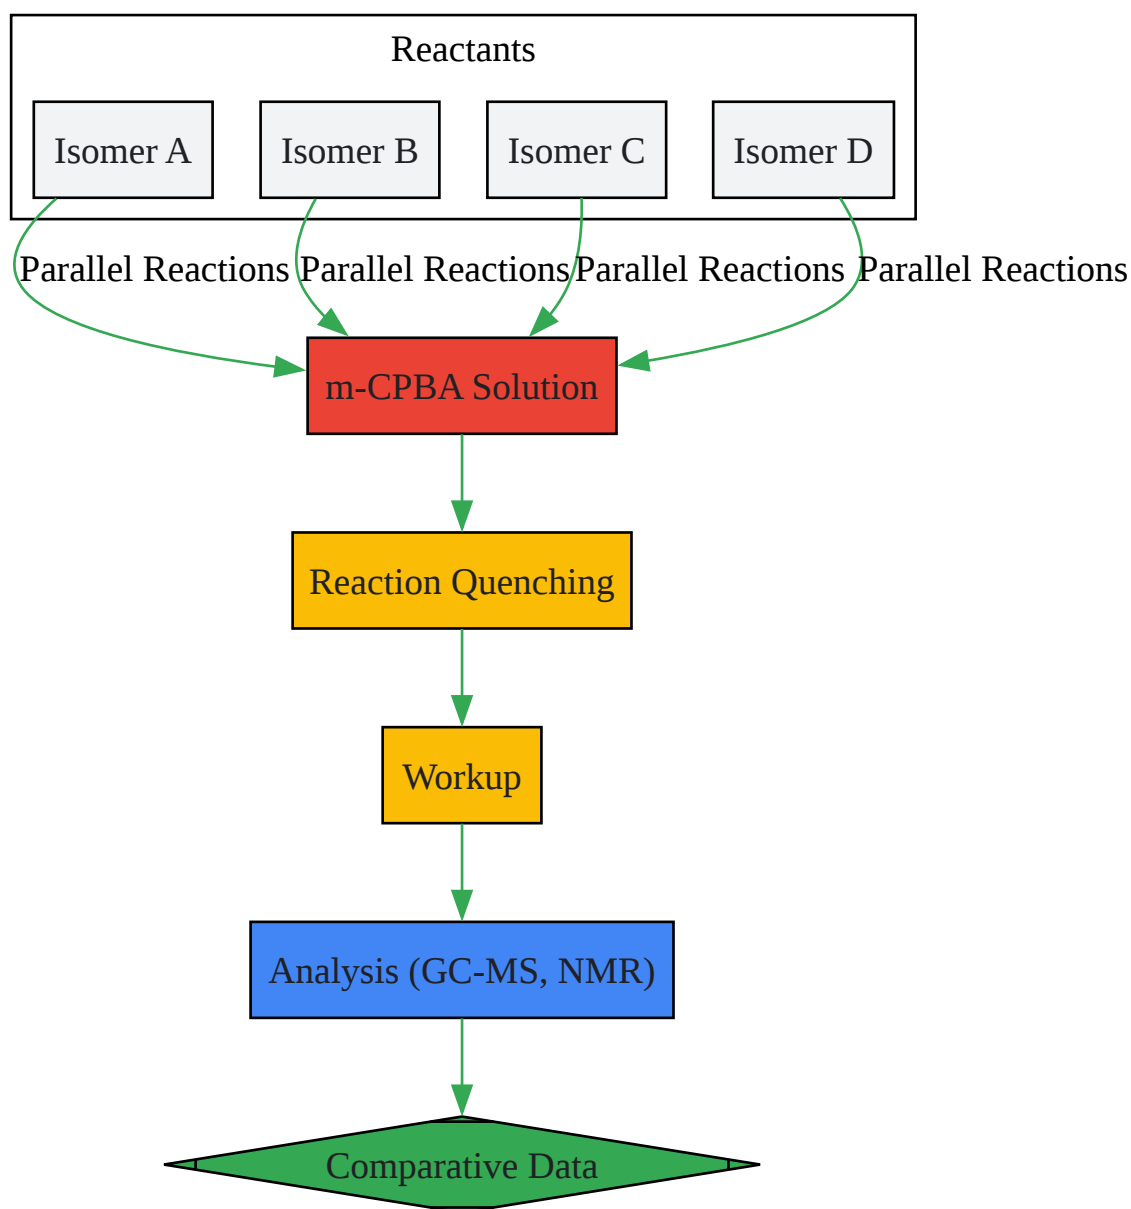 Reactants
Isomer A
Isomer B
Isomer C
Isomer D
Parallel Reactions
Parallel Reactions
Parallel Reactions
Parallel Reactions
m-CPBA Solution
Reaction Quenching
Workup
Analysis (GC-MS, NMR)
Comparative Data